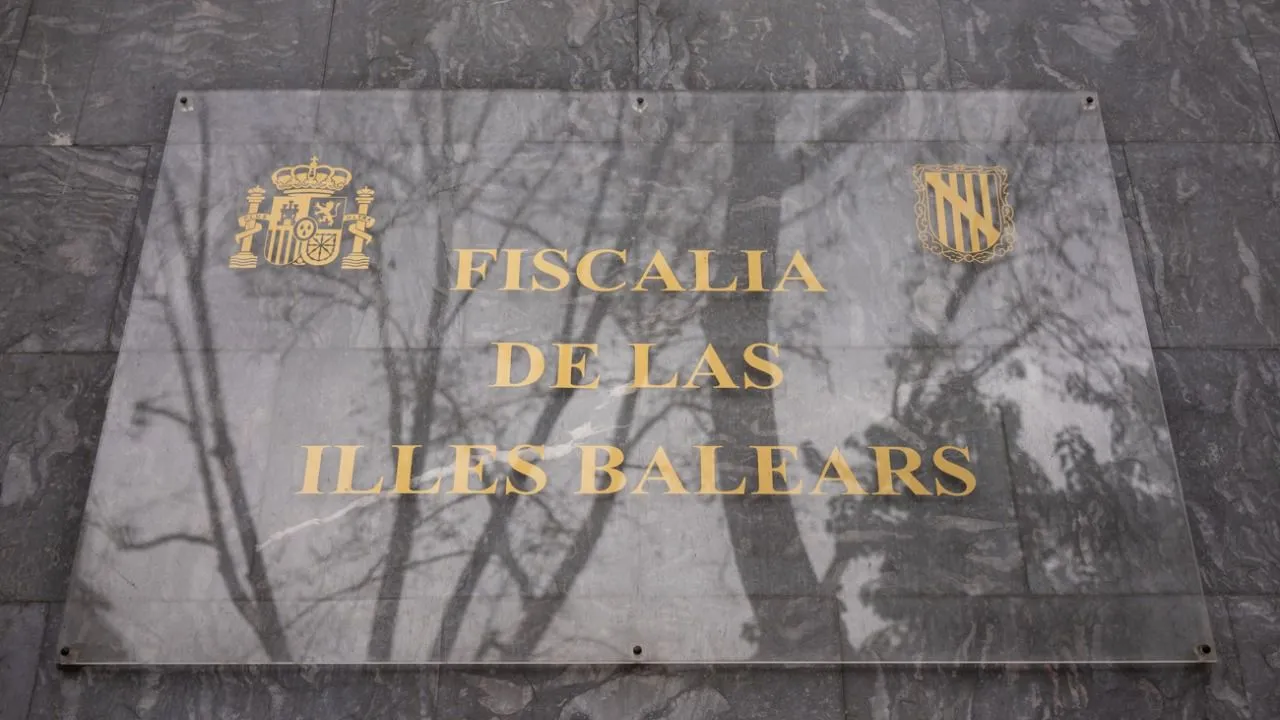 FISCALIA
DE LAS
ILLES BALEARS